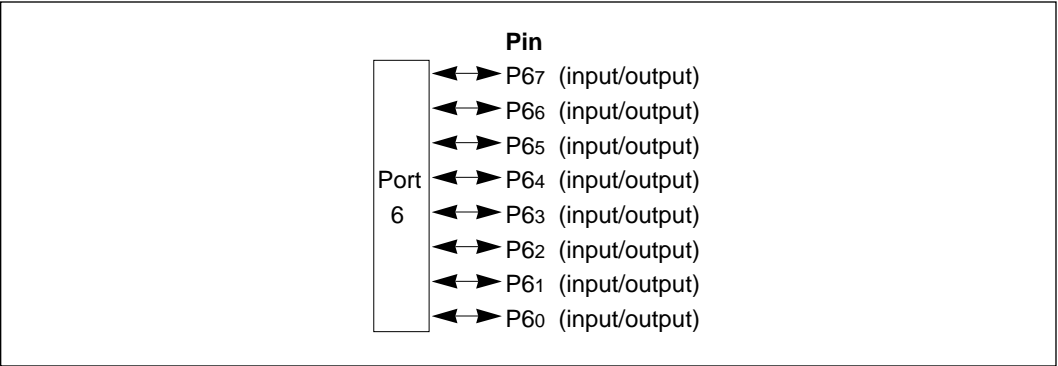 Pin
P67 (input/output)
P66 (input/output)
P65 (input/output)
Port
P64 (input/output)
6
P63 (input/output)
P62 (input/output)
P61 (input/output)
P60 (input/output)